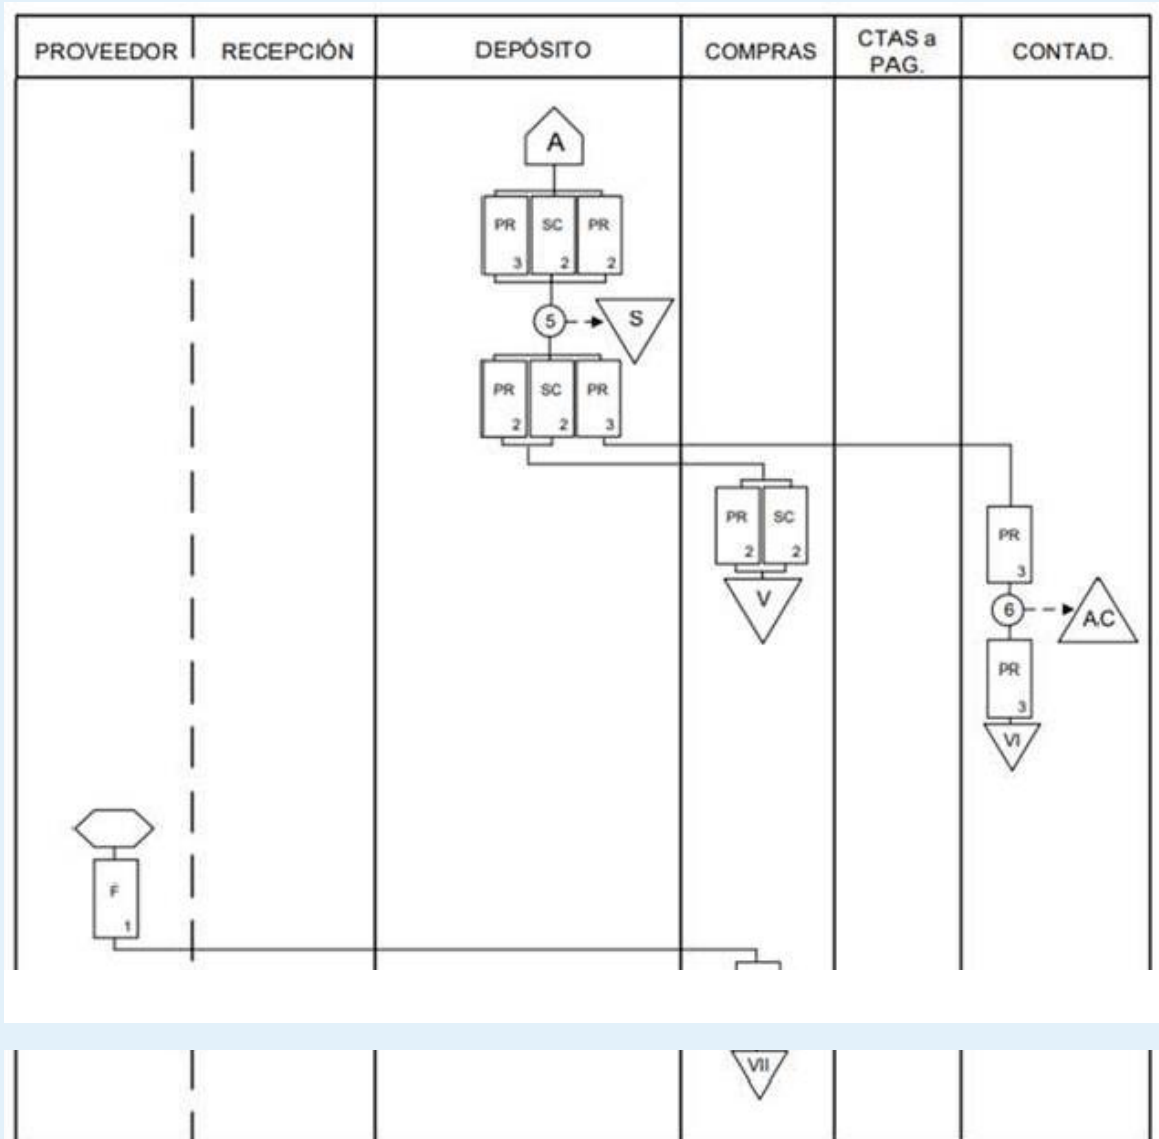 PROVEEDOR RECEPCIÓN DEPÓSITO COMPRAS CTAS a PAG. CONTAD.
A
PR 3 SC 2 PR 2
5 S
PR 2 SC 2 PR 3
PR 2 SC 2
V
PR 3
6 A.C
PR 3
VI
F 1
VII